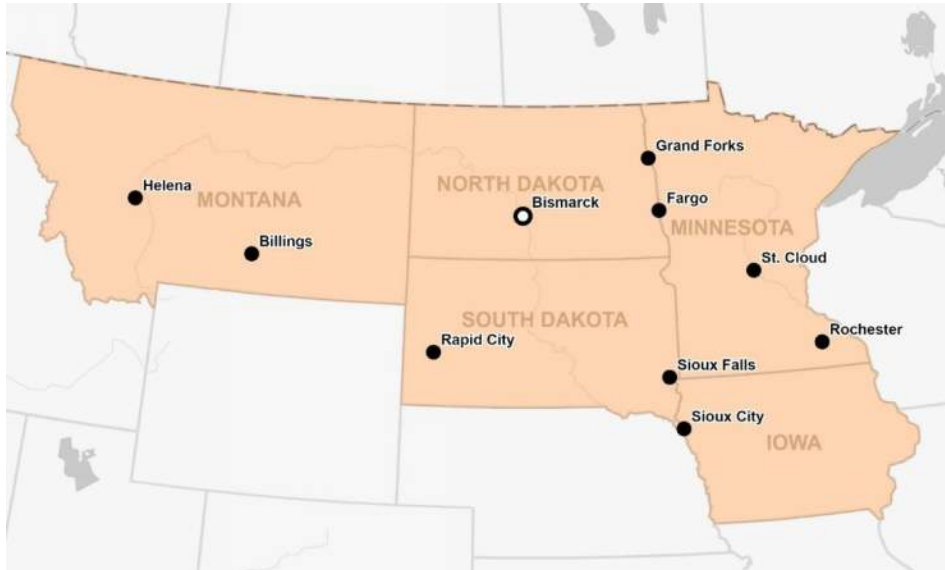 Grand Forks
Helena
NORTH DAKOTA
MONTANA
Bismarck
Fargo
MINNESOTA
Billings
St. Cloud
SOUTH DAKOTA
Rochester
Rapid City
Sioux Falls
Sioux City
IOWA